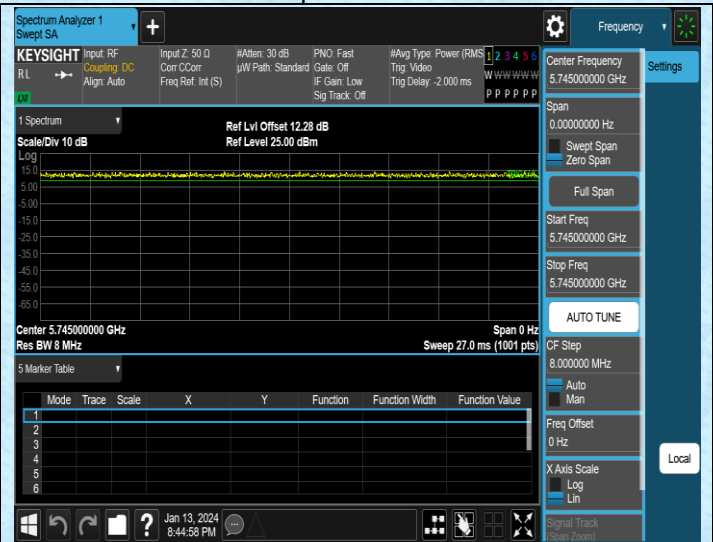 Spectrum Analyzer 1
Swept SA
Frequency
KEYSIGHT
RL
LXI
Input: RF
Coupling: DC
Align: Auto
Input Z: 50 Ω
Corr CCorr
Freq Ref: Int (S)
#Atten: 30 dB
µW Path: Standard
PNO: Fast
Gate: Off
IF Gain: Low
Sig Track: Off
#Avg Type: Power (RMS
Trig: Video
Trig Delay: -2.000 ms
1 2 3 4 5 6
W W W W W W
P P P P P P
Center Frequency
5.745000000 GHz
Settings
Span
0.00000000 Hz
Swept Span
Zero Span
Full Span
Start Freq
5.745000000 GHz
Stop Freq
5.745000000 GHz
AUTO TUNE
CF Step
8.000000 MHz
Auto
Man
Freq Offset
0 Hz
X Axis Scale
Log
Lin
Signal Track
(Span Zoom)
Local
1 Spectrum
Scale/Div 10 dB
Ref Lvl Offset 12.28 dB
Ref Level 25.00 dBm
Log
15.0
5.00
-5.00
-15.0
-25.0
-35.0
-45.0
-55.0
-65.0
Center 5.745000000 GHz
Span 0 Hz
Res BW 8 MHz
Sweep 27.0 ms (1001 pts)
5 Marker Table
Mode Trace Scale X Y Function Function Width Function Value
1
2
3
4
5
6
?
Jan 13, 2024
8:44:58 PM